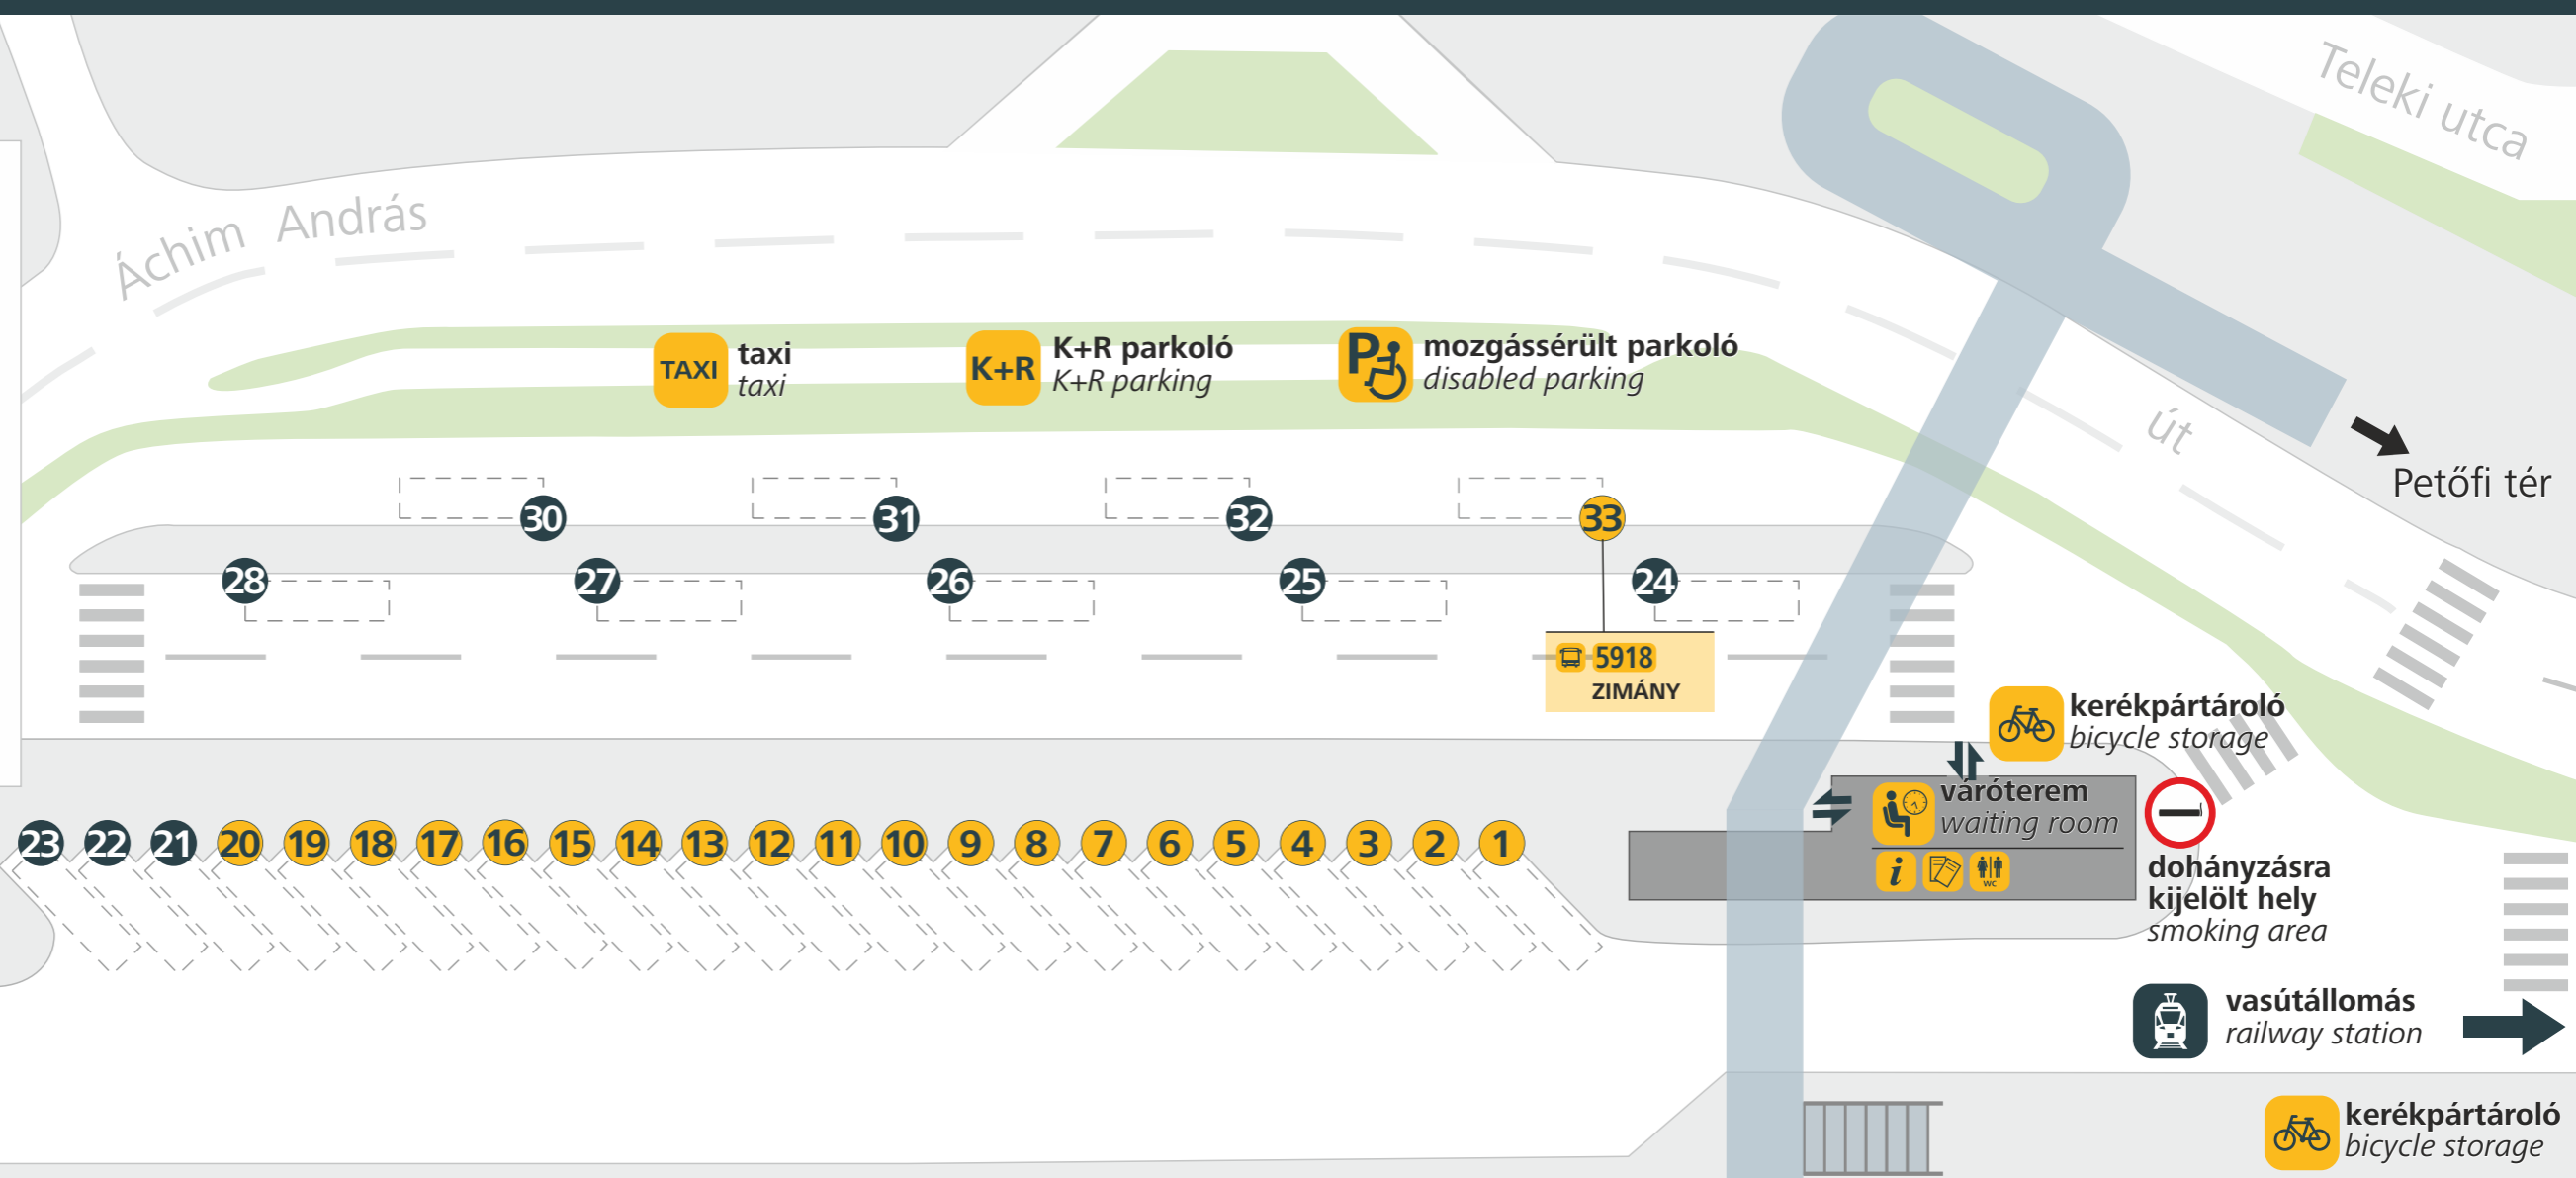 Teleki utca
Áchim András
út
TAXI
taxi
taxi
K+R
K+R parkoló
K+R parking
P
mozgássérült parkoló
disabled parking
Petőfi tér
30 31 32 33
28 27 26 25 24
5918
ZIMÁNY
kerékpártároló
bicycle storage
váróterem
waiting room
i
WC
23 22 21 20 19 18 17 16 15 14 13 12 11 10 9 8 7 6 5 4 3 2 1
dohányzásra
kijelölt hely
smoking area
vasútállomás
railway station
kerékpártároló
bicycle storage